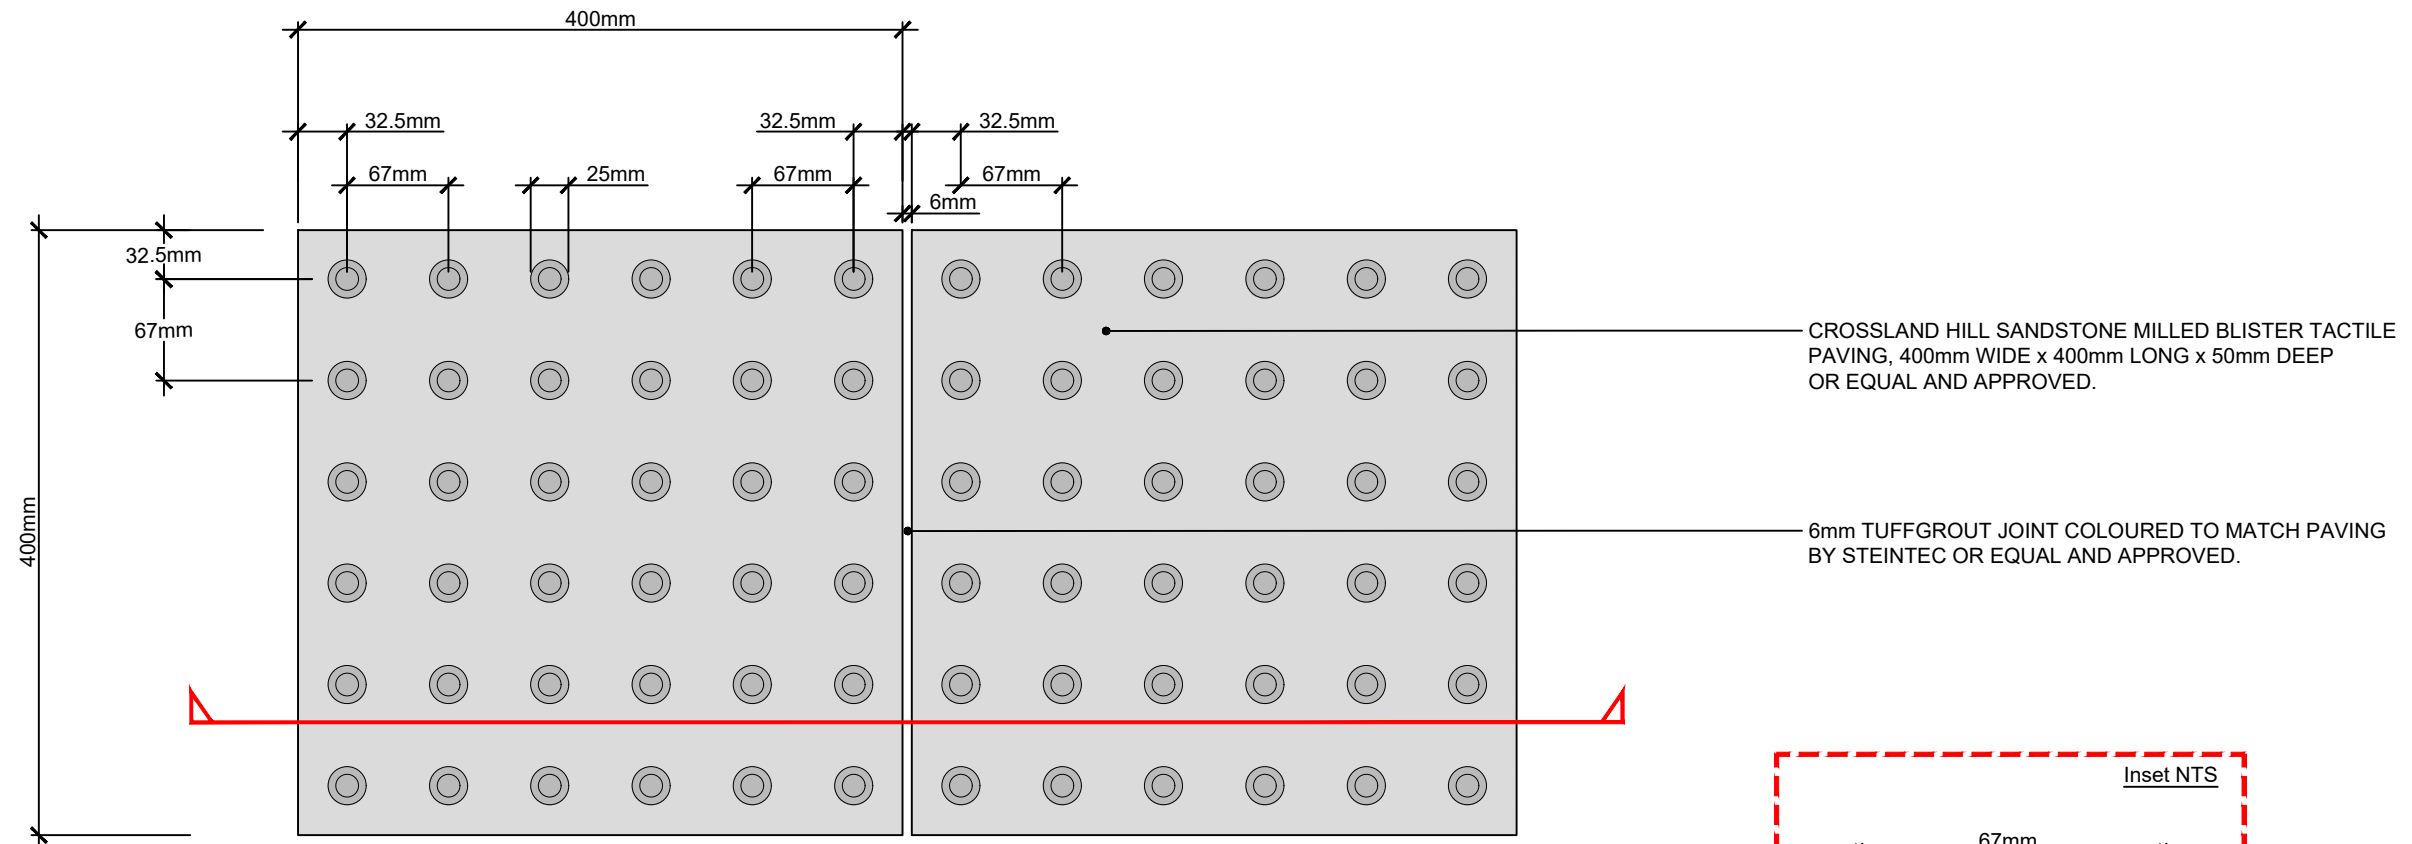 400mm
32.5mm
32.5mm
32.5mm
67mm
25mm
67mm
67mm
6mm
32.5mm
67mm
400mm
CROSSLAND HILL SANDSTONE MILLED BLISTER TACTILE
PAVING, 400mm WIDE x 400mm LONG x 50mm DEEP
OR EQUAL AND APPROVED.
6mm TUFFGROUT JOINT COLOURED TO MATCH PAVING
BY STEINTEC OR EQUAL AND APPROVED.
Inset NTS
67mm